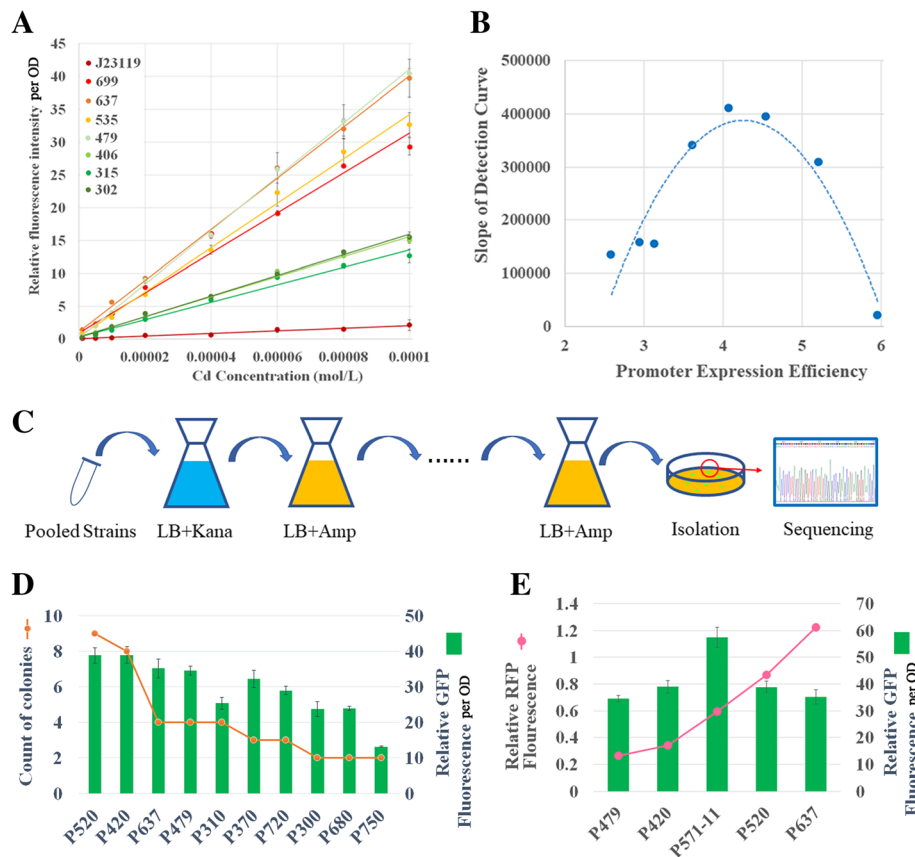 A
Relative fluorescence intensity per OD
45
40
35
30
25
20
15
10
5
0
J23119
699
637
535
479
406
315
302
0
0.00002
0.00004
0.00006
0.00008
0.0001
Cd Concentration (mol/L)
B
Slope of Detection Curve
500000
400000
300000
200000
100000
0
2
3
4
5
6
Promoter Expression Efficiency
C
......
Pooled Strains
LB+Kana
LB+Amp
LB+Amp
Isolation
Sequencing
D
Count of colonies
10
8
6
4
2
0
50
40
30
20
10
0
Relative GFP
Fluorescence per OD
P520
P420
P637
P479
P310
P370
P720
P300
P680
P750
E
Relative RFP
Flourescence
1.4
1.2
1
0.8
0.6
0.4
0.2
0
70
60
50
40
30
20
10
0
Relative GFP
Fluorescence per OD
P479
P420
P571-11
P520
P637